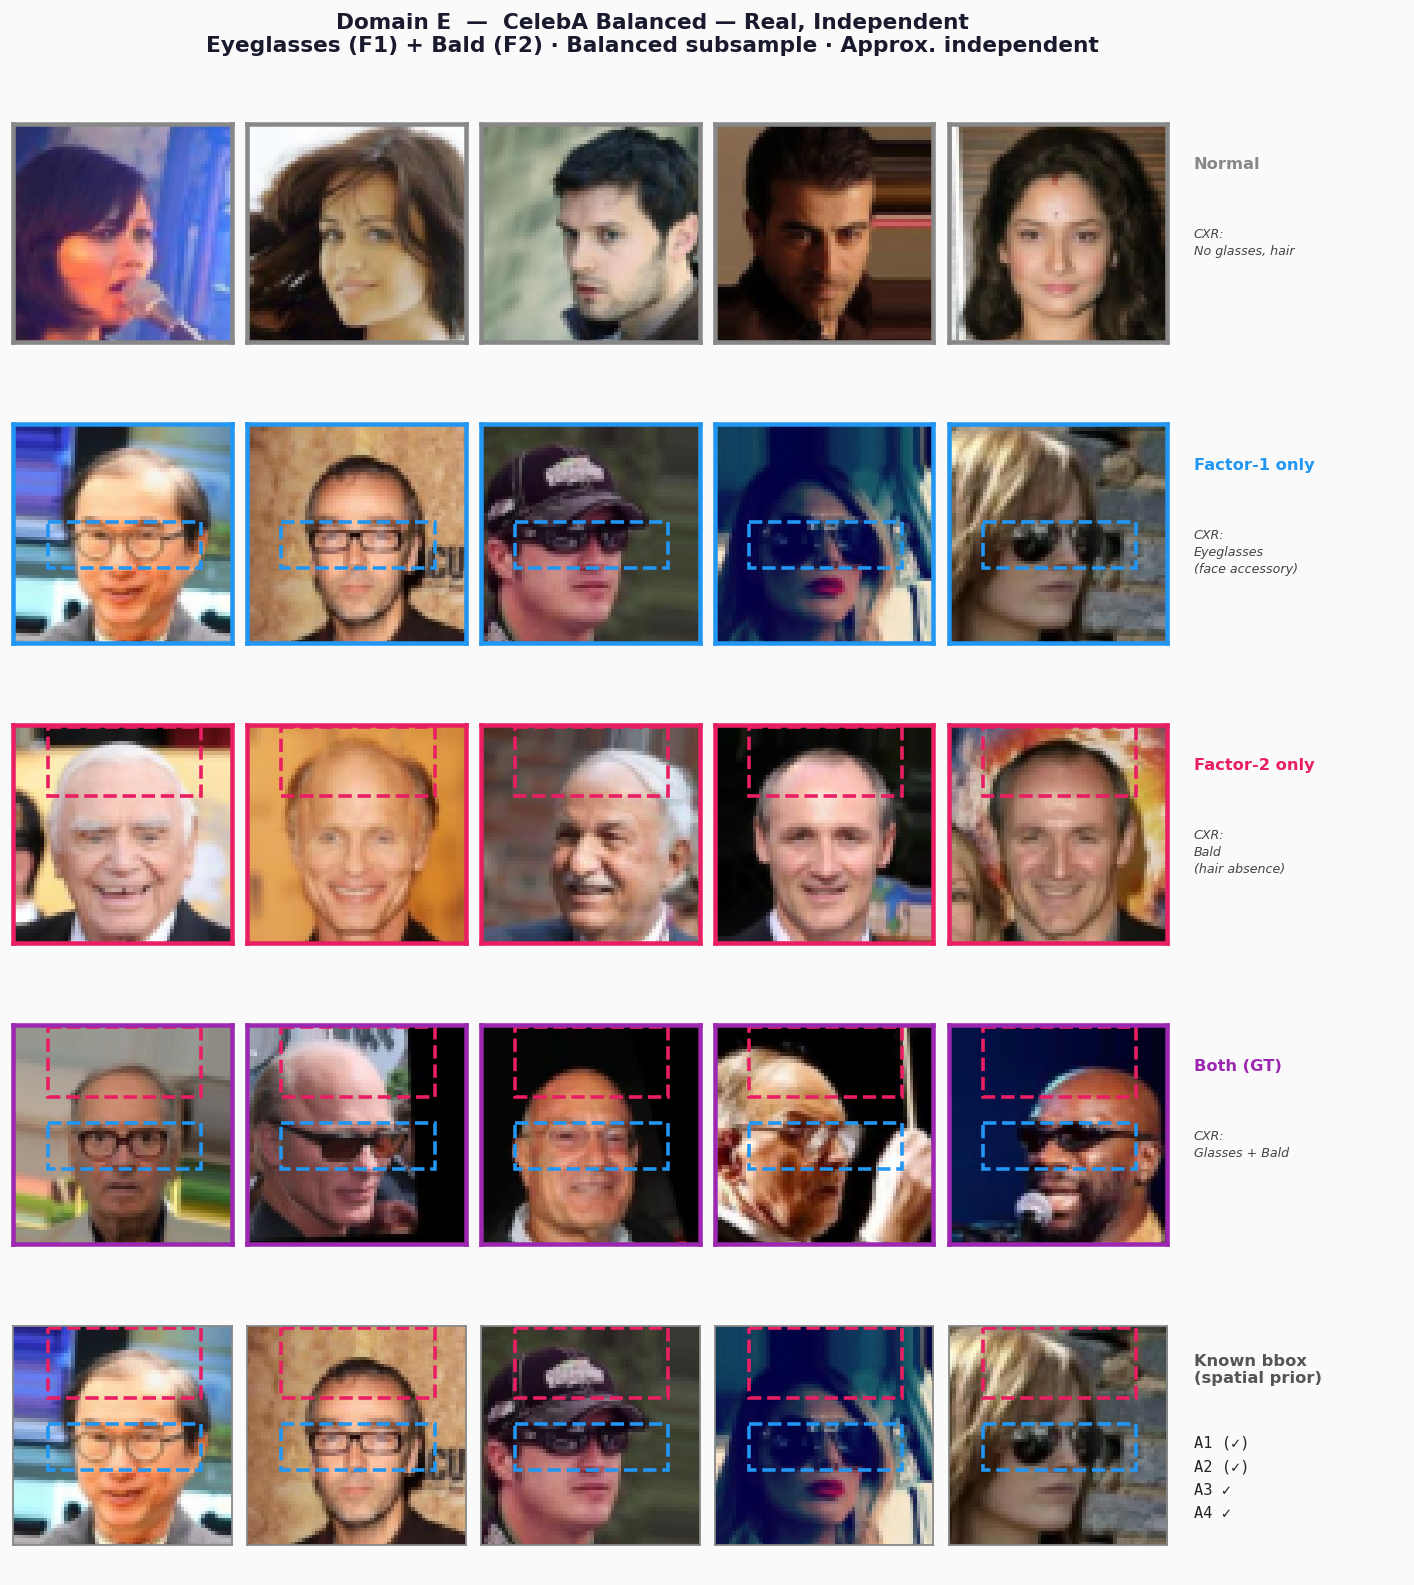 Domain E  —  CelebA Balanced — Real, Independent
Eyeglasses (F1) + Bald (F2) · Balanced subsample · Approx. independent
Normal
CXR:
No glasses, hair
Factor-1 only
CXR:
Eyeglasses
(face accessory)
Factor-2 only
CXR:
Bald
(hair absence)
Both (GT)
CXR:
Glasses + Bald
Known bbox
(spatial prior)
A1 (✓)
A2 (✓)
A3 ✓
A4 ✓